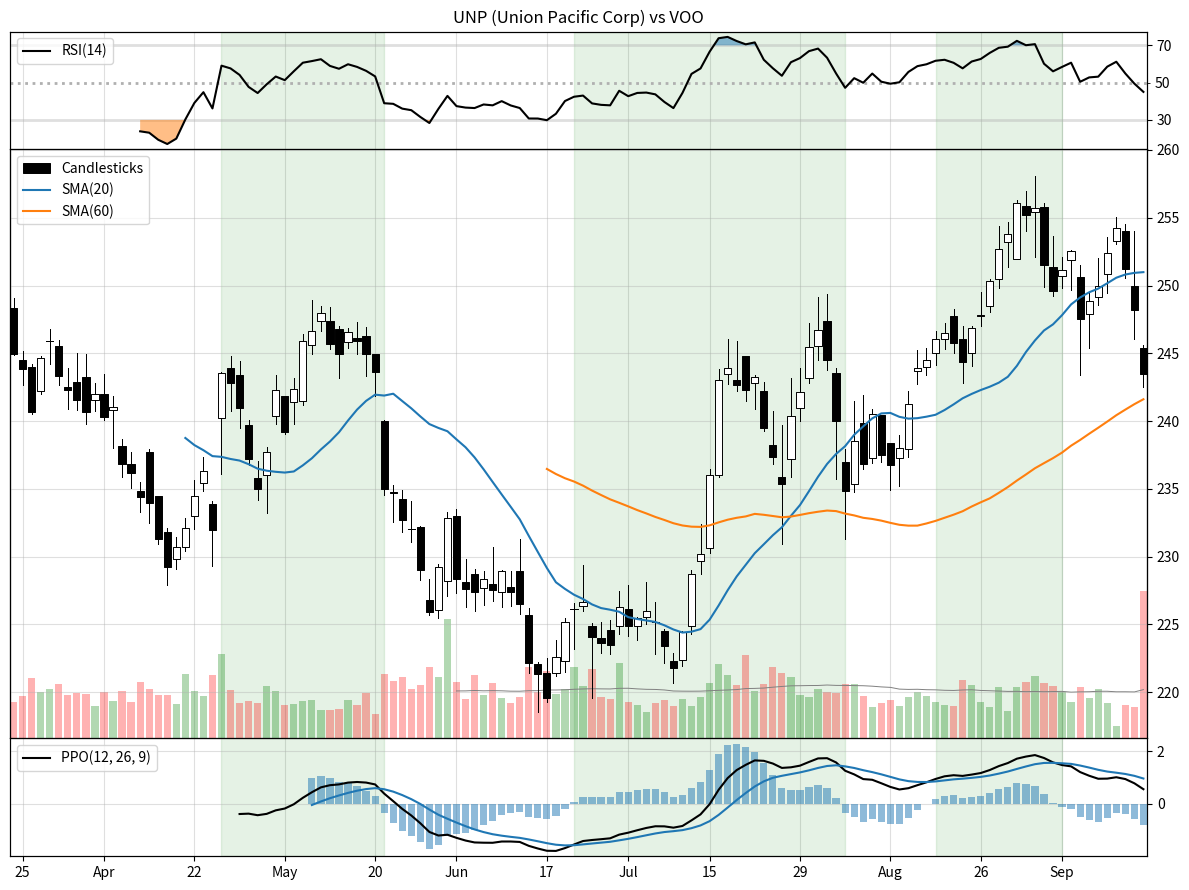 UNP (Union Pacific Corp) vs VOO
RSI(14)
70
50
30
Candlesticks
SMA(20)
SMA(60)
260
255
250
245
240
235
230
225
220
PPO(12, 26, 9)
2
0
25 Apr 22 May 20 Jun 17 Jul 15 29 Aug 26 Sep